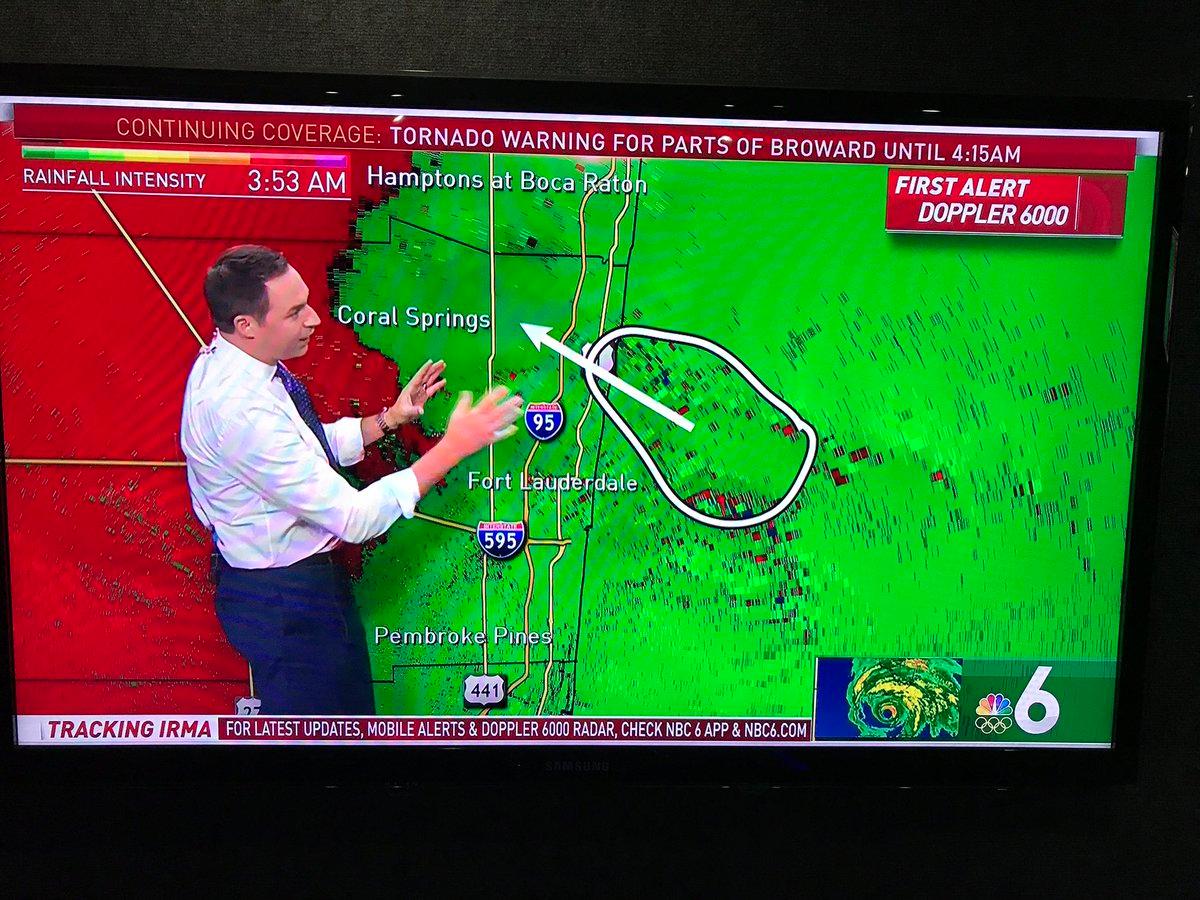 CONTINUING COVERAGE: TORNADO WARNING FOR PARTS OF BROWARD UNTIL 4:15AM
RAINFALL INTENSITY 3:53 AM
Hamptons at Boca Raton
FIRST ALERT
DOPPLER 6000
Coral Springs
INTERSTATE
95
Fort Lauderdale
INTERSTATE
595
Pembroke Pines
441
27
6
TRACKING IRMA
FOR LATEST UPDATES, MOBILE ALERTS & DOPPLER 6000 RADAR, CHECK NBC 6 APP & NBC6.COM
SAMSUNG